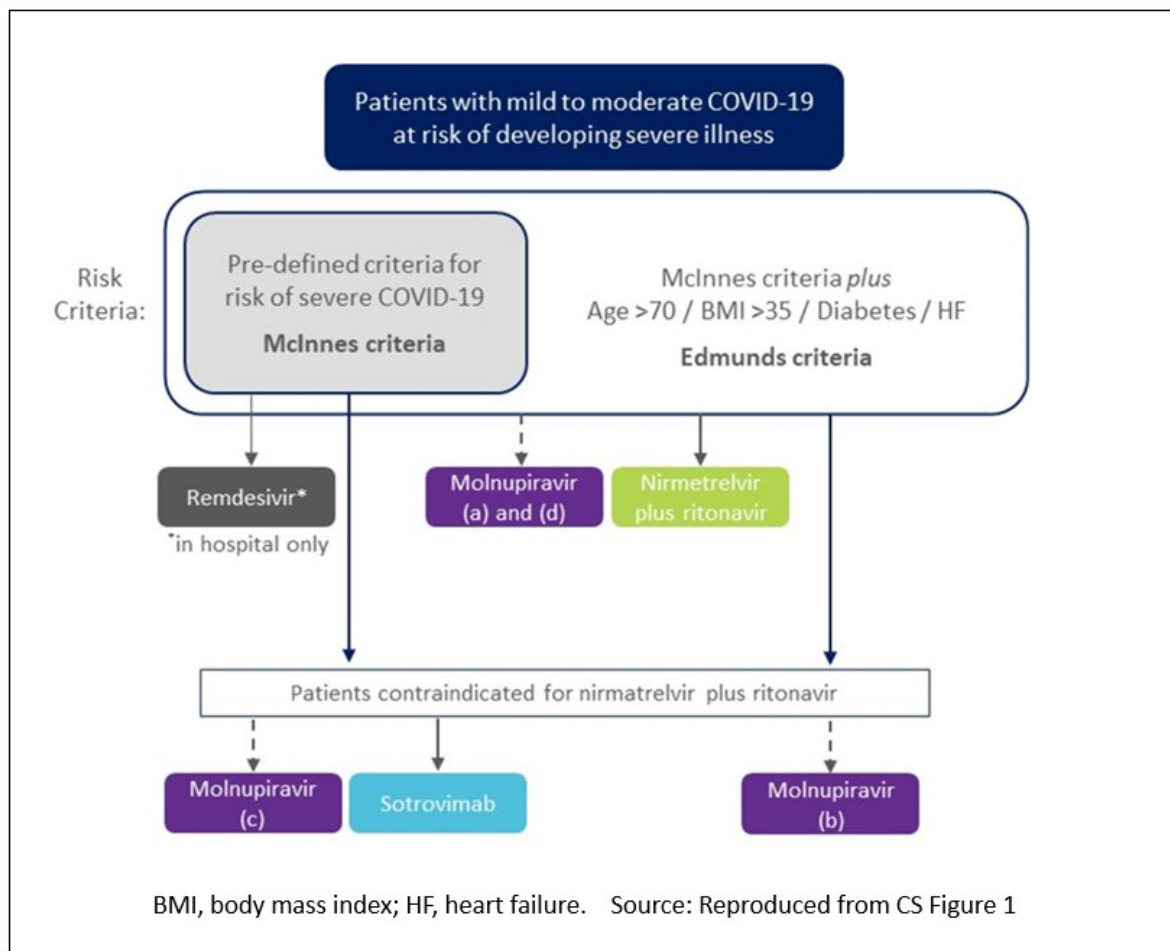 Patients with mild to moderate COVID-19
at risk of developing severe illness
Risk
Criteria:
Pre-defined criteria for
risk of severe COVID-19
McInnes criteria
McInnes criteria plus
Age >70 / BMI >35 / Diabetes / HF
Edmunds criteria
Remdesivir*
*in hospital only
Molnupiravir
(a) and (d)
Nirmetrelvir
plus ritonavir
Patients contraindicated for nirmatrelvir plus ritonavir
Molnupiravir
(c)
Sotrovimab
Molnupiravir
(b)
BMI, body mass index; HF, heart failure. Source: Reproduced from CS Figure 1